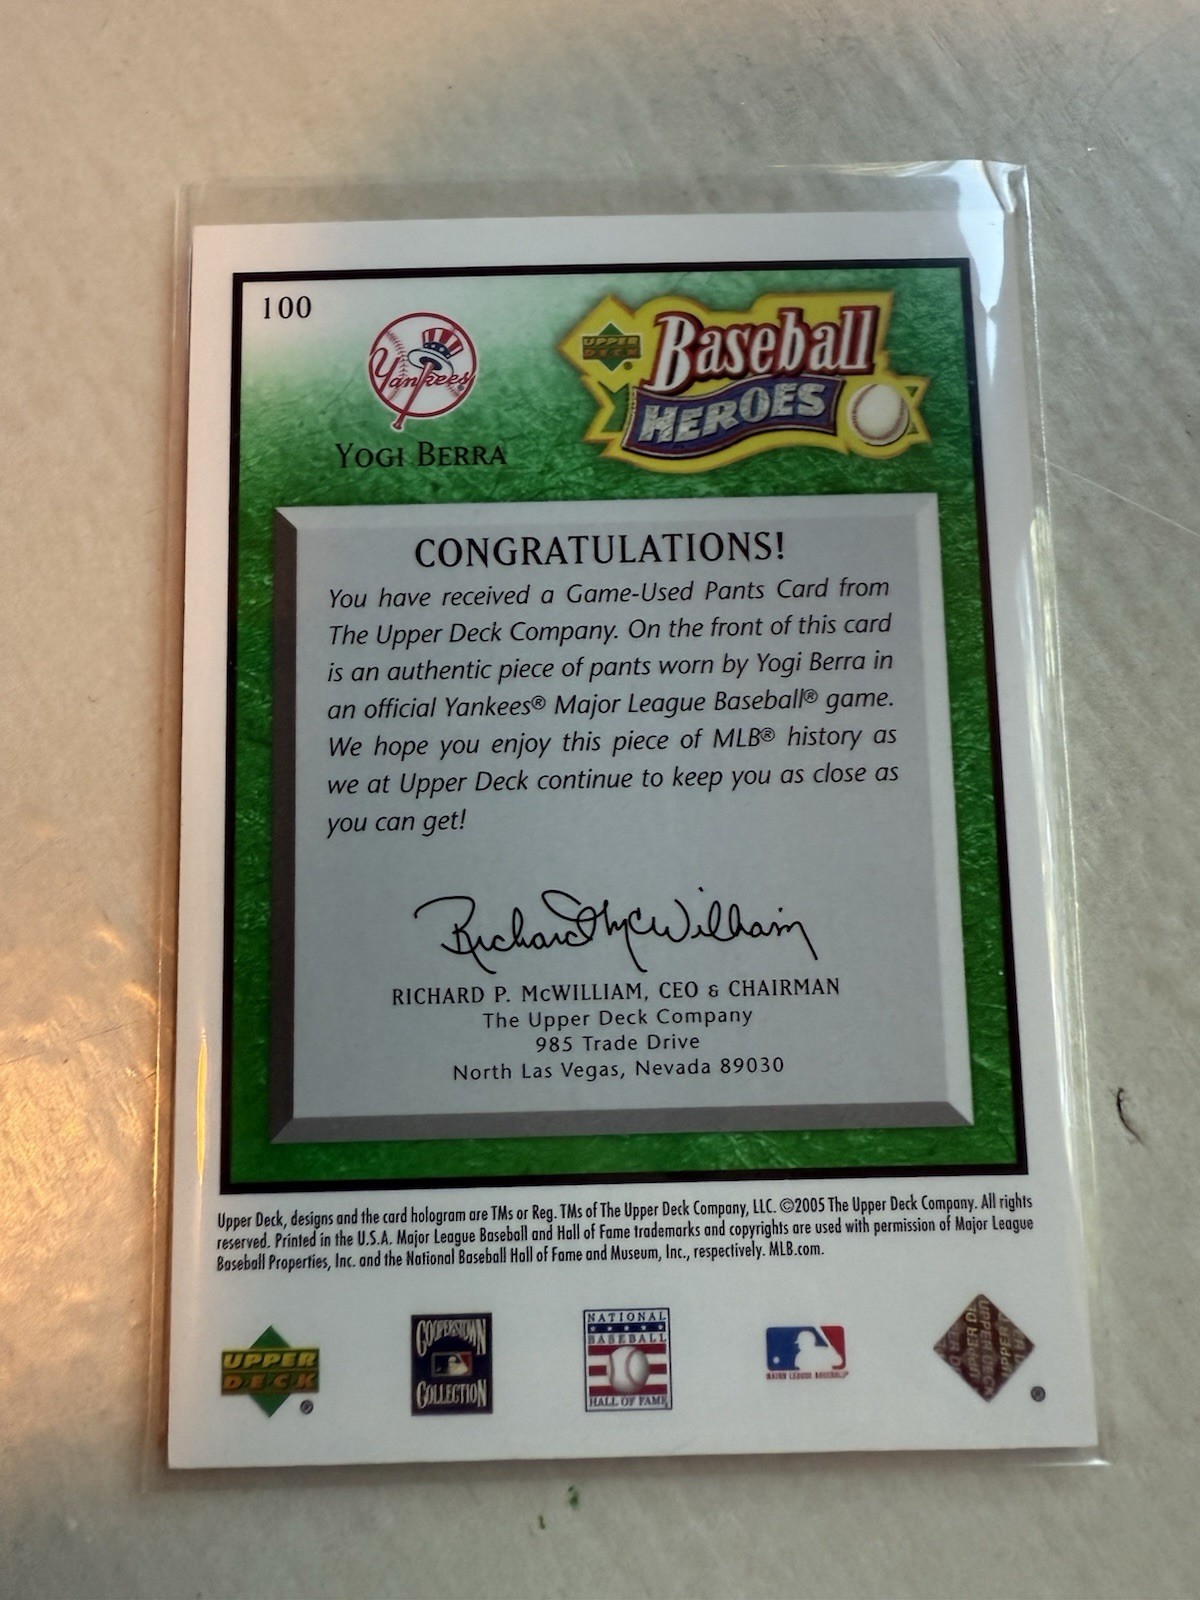 100
Yankees
YOGI BERRA
UPPER
DECK
Baseball
HEROES
CONGRATULATIONS!
You have received a Game-Used Pants Card from
The Upper Deck Company. On the front of this card
is an authentic piece of pants worn by Yogi Berra in
an official Yankees® Major League Baseball® game.
We hope you enjoy this piece of MLB® history as
we at Upper Deck continue to keep you as close as
you can get!
Richard McWilliam
RICHARD P. McWILLIAM, CEO & CHAIRMAN
The Upper Deck Company
985 Trade Drive
North Las Vegas, Nevada 89030
Upper Deck, designs and the card hologram are TMs or Reg. TMs of The Upper Deck Company, LLC. ©2005 The Upper Deck Company. All rights
reserved. Printed in the U.S.A. Major League Baseball and Hall of Fame trademarks and copyrights are used with permission of Major League
Baseball Properties, Inc. and the National Baseball Hall of Fame and Museum, Inc., respectively. MLB.com.
UPPER
DECK
COOPERSTOWN
COLLECTION
NATIONAL
BASEBALL
HALL OF FAME
MAJOR LEAGUE BASEBALL
UPPER DECK